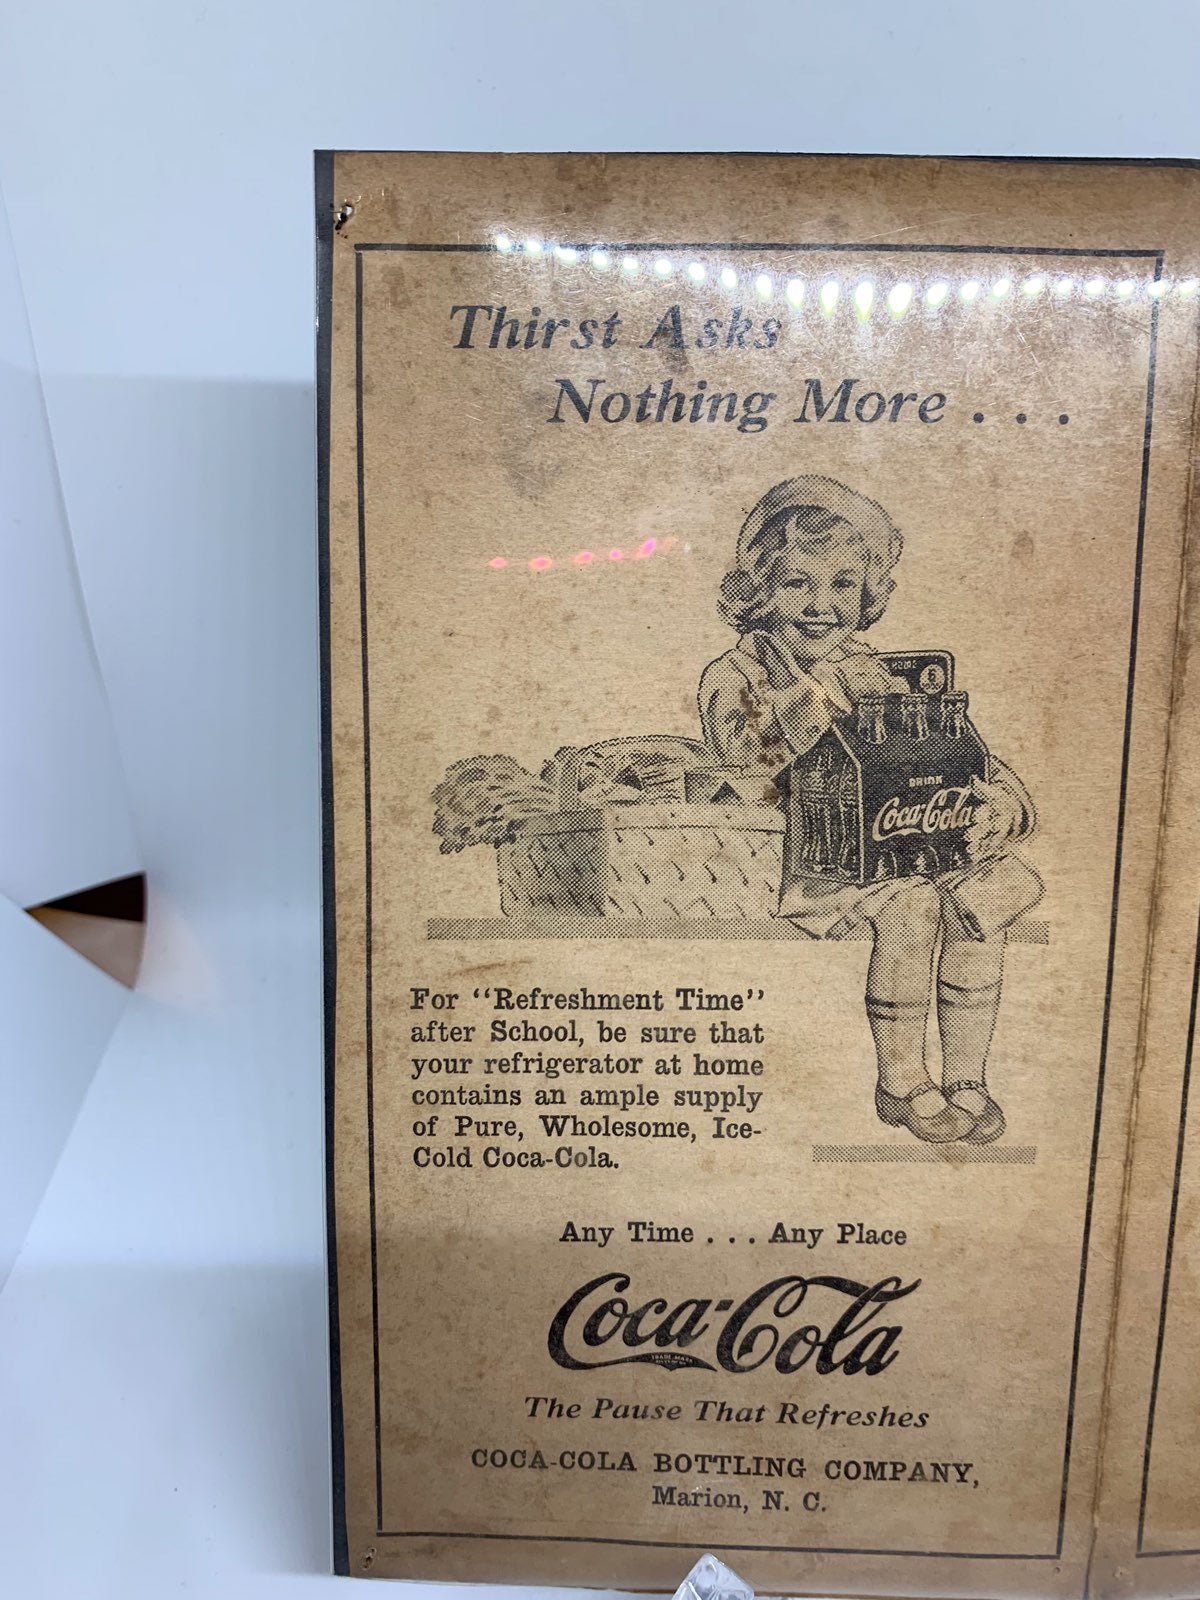 Thirst Asks
Nothing More . . .
DRINK
Coca-Cola
For "Refreshment Time"
after School, be sure that
your refrigerator at home
contains an ample supply
of Pure, Wholesome, Ice-
Cold Coca-Cola.
Any Time . . . Any Place
Coca-Cola
The Pause That Refreshes
COCA-COLA BOTTLING COMPANY,
Marion, N. C.